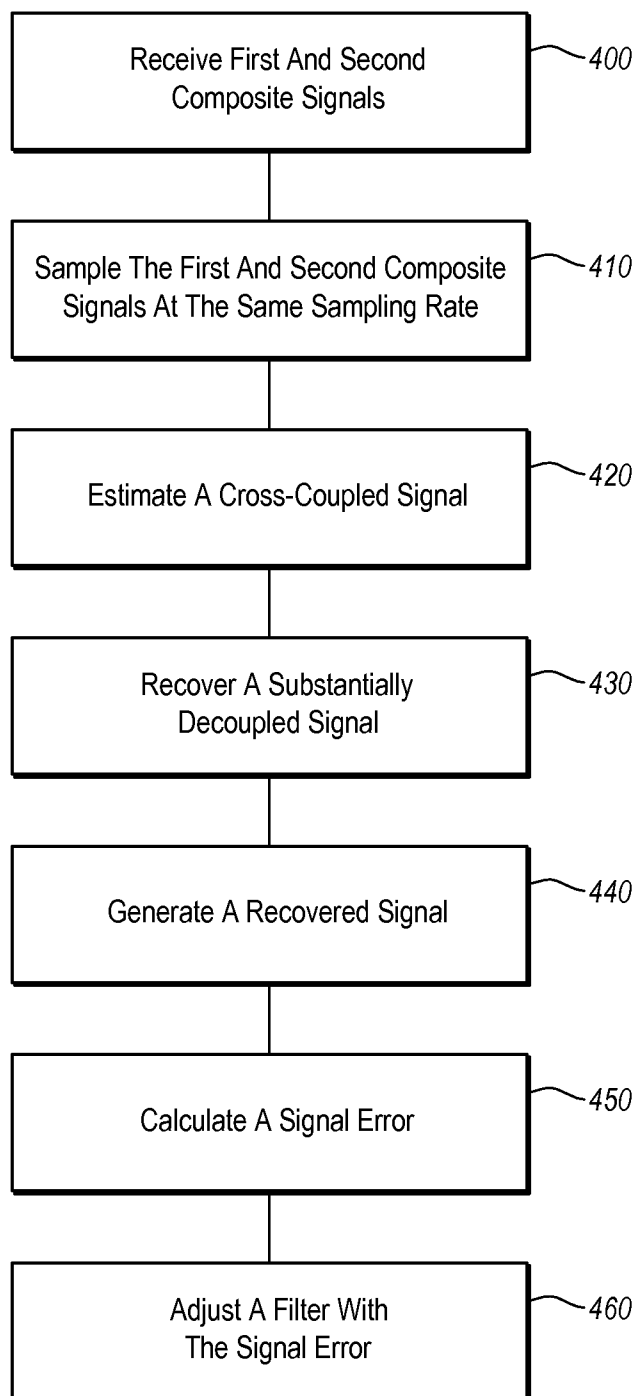 Receive First And Second
Composite Signals
400
Sample The First And Second Composite
Signals At The Same Sampling Rate
410
Estimate A Cross-Coupled Signal
420
Recover A Substantially
Decoupled Signal
430
Generate A Recovered Signal
440
Calculate A Signal Error
450
Adjust A Filter With
The Signal Error
460